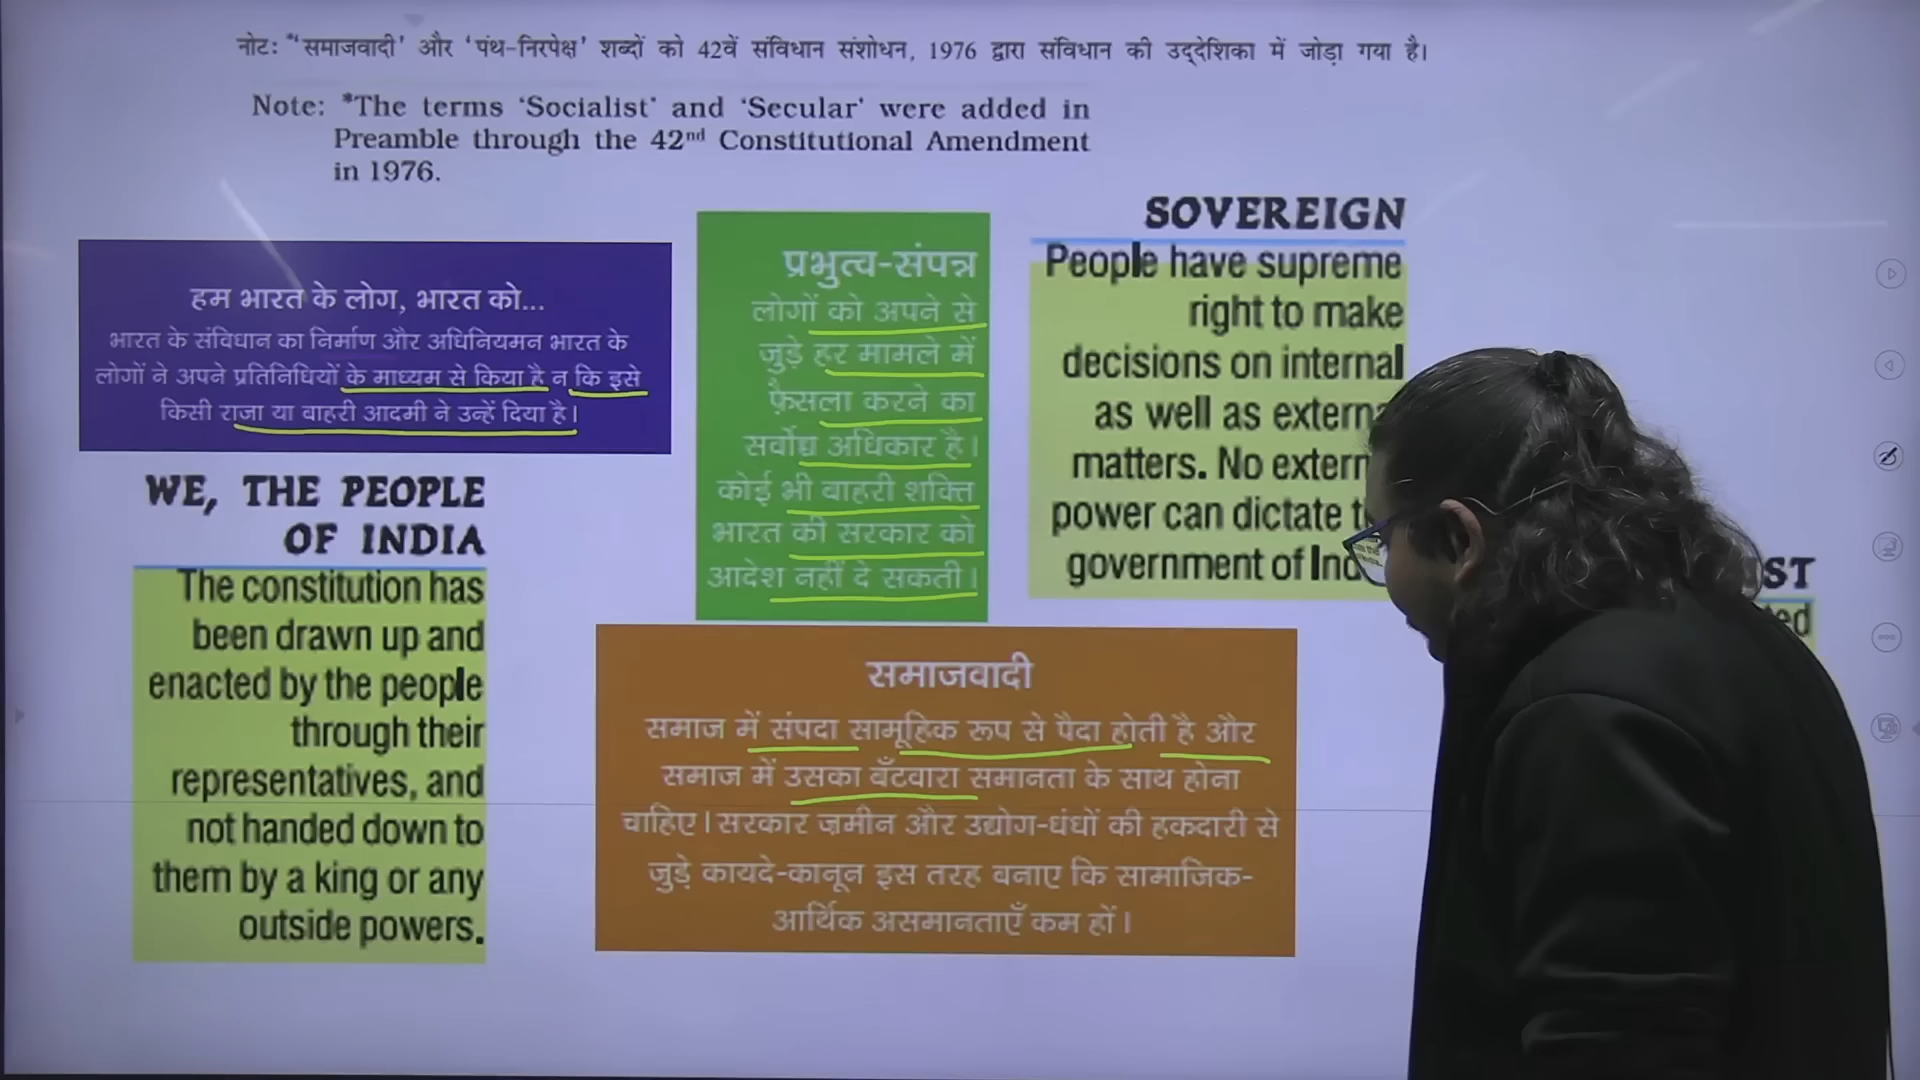 नोट: *'समाजवादी' और 'पंथ-निरपेक्ष' शब्दों को 42वें संविधान संशोधन, 1976 द्वारा संविधान की उद्देशिका में जोड़ा गया है।
Note: *The terms 'Socialist' and 'Secular' were added in
Preamble through the 42nd Constitutional Amendment
in 1976.
हम भारत के लोग, भारत को...
भारत के संविधान का निर्माण और अधिनियमन भारत के
लोगों ने अपने प्रतिनिधियों के माध्यम से किया है न कि इसे
किसी राजा या बाहरी आदमी ने उन्हें दिया है।
WE, THE PEOPLE
OF INDIA
The constitution has
been drawn up and
enacted by the people
through their
representatives, and
not handed down to
them by a king or any
outside powers.
प्रभुत्व-संपन्न
लोगों को अपने से
जुड़े हर मामले में
फ़ैसला करने का
सर्वोच्च अधिकार है।
कोई भी बाहरी शक्ति
भारत की सरकार को
आदेश नहीं दे सकती।
SOVEREIGN
People have supreme
right to make
decisions on internal
as well as externa
matters. No extern
power can dictate t
government of Ind
समाजवादी
समाज में संपदा सामूहिक रूप से पैदा होती है और
समाज में उसका बँटवारा समानता के साथ होना
चाहिए। सरकार ज़मीन और उद्योग-धंधों की हकदारी से
जुड़े कायदे-कानून इस तरह बनाए कि सामाजिक-
आर्थिक असमानताएँ कम हों।
ST
ed